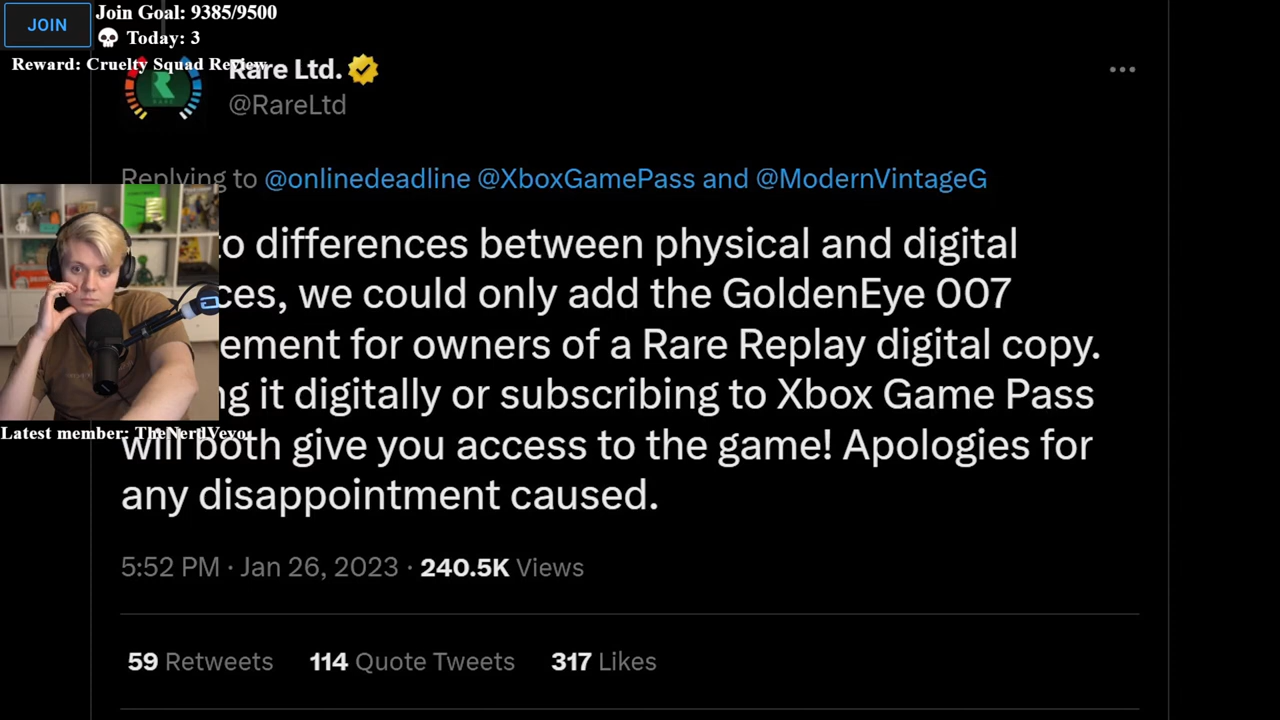 JOIN
Join Goal: 9385/9500
Today: 3
Reward: Cruelty Squad Review
Rare Ltd.
@RareLtd
Replying to @onlinedeadline @XboxGamePass and @ModernVintageG
to differences between physical and digital
we could only add the GoldenEye 007
for owners of a Rare Replay digital copy.
it digitally or subscribing to Xbox Game Pass
Latest member: TheNerdVevo
will both give you access to the game! Apologies for
any disappointment caused.
5:52 PM · Jan 26, 2023 · 240.5K Views
59 Retweets 114 Quote Tweets 317 Likes